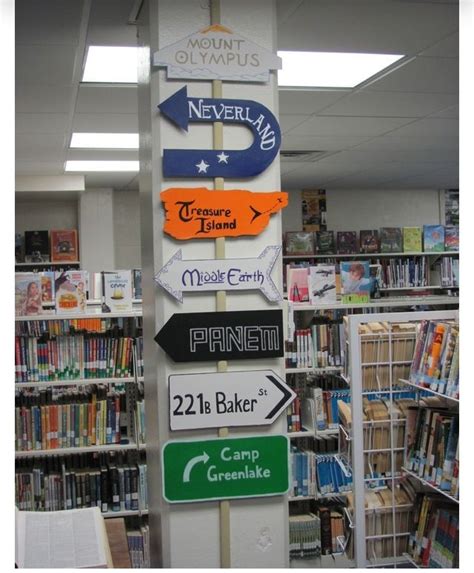 MOUNT
OLYMPUS
NEVERLAND
Treasure
Island
Middle Earth
PANEM
221B Baker St
Camp
Greenlake